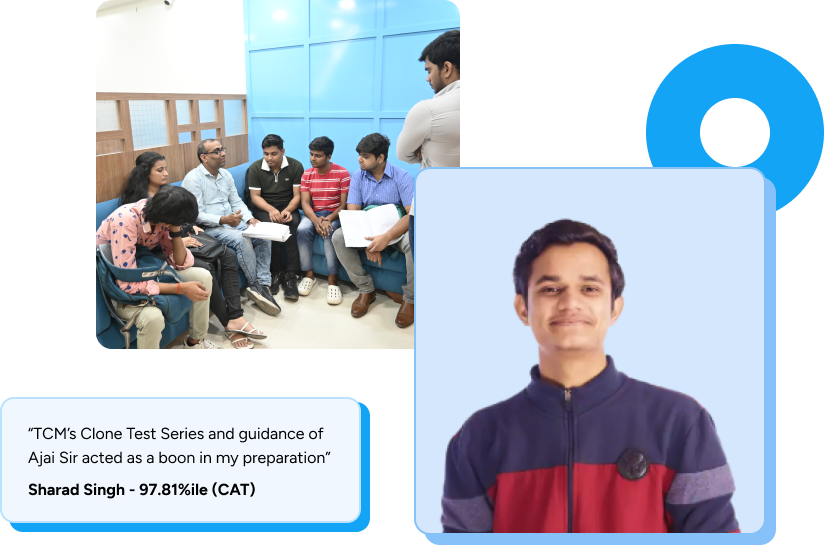 “TCM’s Clone Test Series and guidance of
Ajai Sir acted as a boon in my preparation”
Sharad Singh - 97.81%ile (CAT)